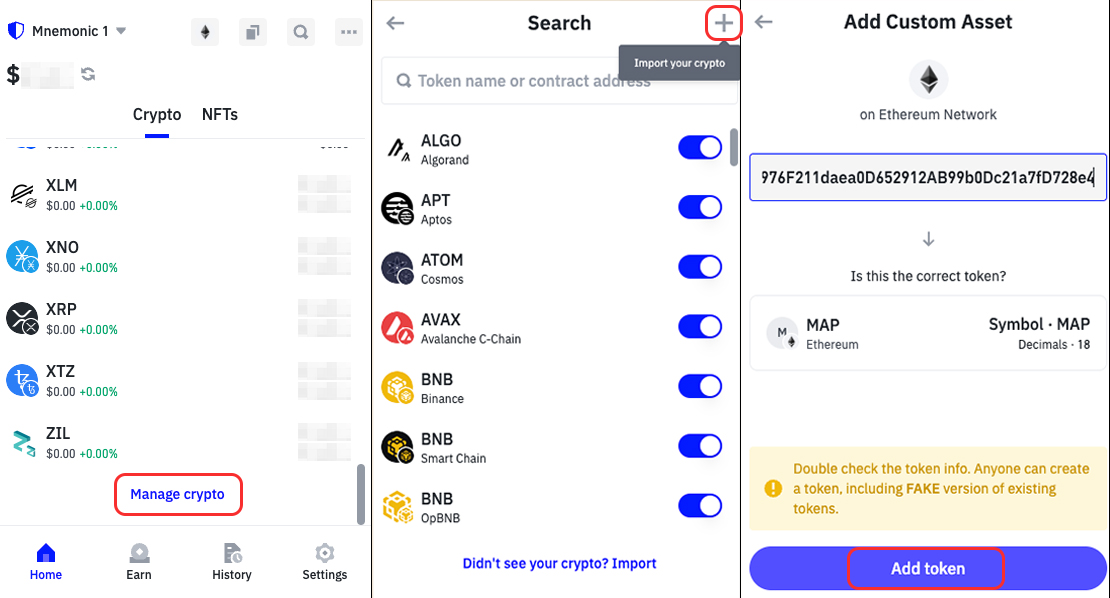 Mnemonic 1
$
Crypto NFTs
XLM
$0.00 +0.00%
XNO
$0.00 +0.00%
XRP
$0.00 +0.00%
XTZ
$0.00 +0.00%
ZIL
$0.00 +0.00%
Manage crypto
Home Earn History Settings
Search
Import your crypto
Token name or contract address
ALGO
Algorand
APT
Aptos
ATOM
Cosmos
AVAX
Avalanche C-Chain
BNB
Binance
BNB
Smart Chain
BNB
OpBNB
Didn't see your crypto? Import
Add Custom Asset
on Ethereum Network
976F211daea0D652912AB99b0Dc21a7fD728e4
Is this the correct token?
M
MAP Symbol · MAP
Ethereum Decimals · 18
Double check the token info. Anyone can create
a token, including FAKE version of existing
tokens.
Add token